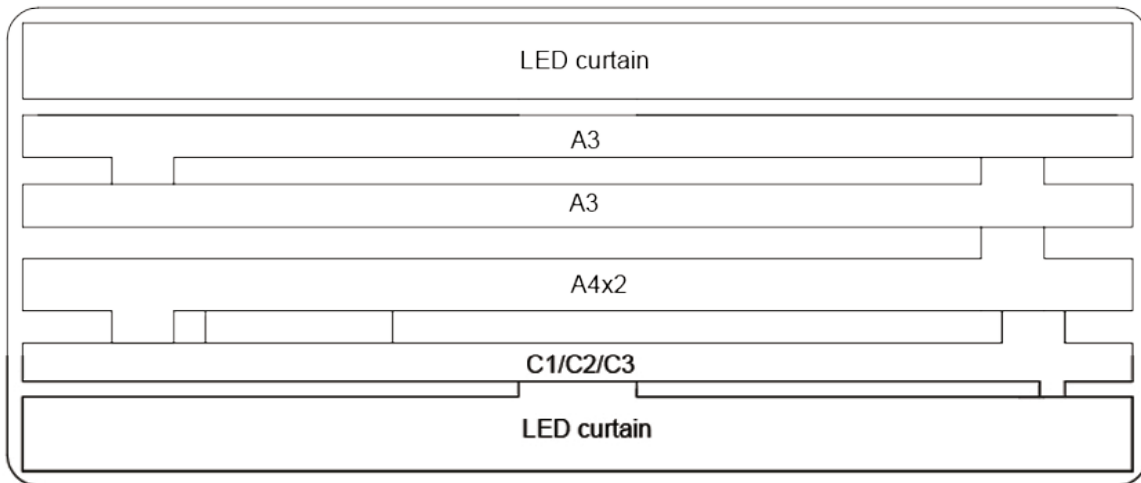 LED curtain
A3
A3
A4x2
C1/C2/C3
LED curtain